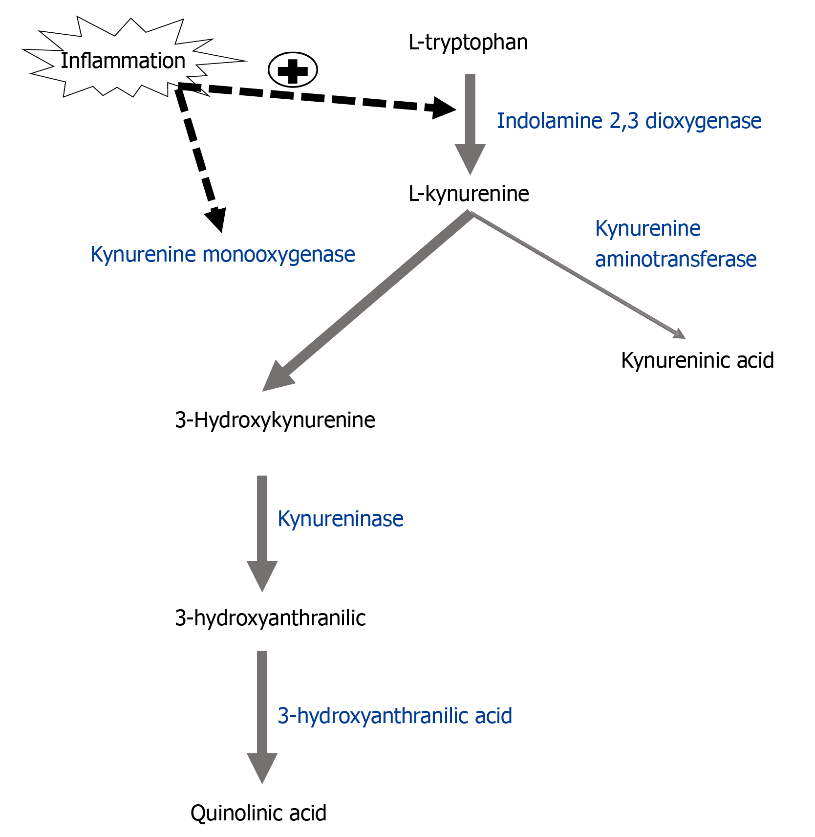 Inflammation
L-tryptophan
Indolamine 2,3 dioxygenase
L-kynurenine
Kynurenine
aminotransferase
Kynurenine monooxygenase
Kynureninic acid
3-Hydroxykynurenine
Kynureninase
3-hydroxyanthranilic
3-hydroxyanthranilic acid
Quinolinic acid